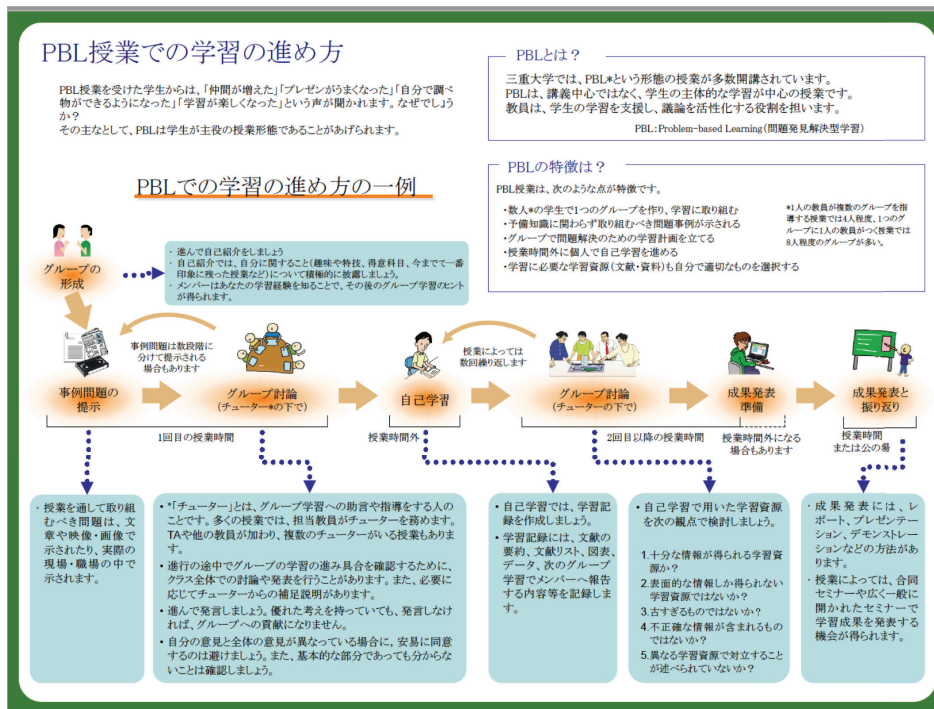 PBL授業での学習の進め方
PBL授業を受けた学生からは、「仲間が増えた」「プレゼンがうまくなった」「自分で調べ
物ができるようになった」「学習が楽しくなった」という声が聞かれます。なぜでしょう
か?
その主なとして、PBLは学生が主役の授業形態であることがあげられます。
PBLとは?
三重大学では、PBL*という形態の授業が多数開講されています。
PBLは、講義中心ではなく、学生の主体的な学習が中心の授業です。
教員は、学生の学習を支援し、議論を活性化する役割を担います。
PBL:Problem-based Learning(問題発見解決型学習)
PBLの特徴は?
PBL授業は、次のような点が特徴です。
・数人*の学生で1つのグループを作り、学習に取り組む
・予備知識に関わらず取り組むべき問題事例が示される
・グループで問題解決のための学習計画を立てる
・授業時間外に個人で自己学習を進める
・学習に必要な学習資源(文献・資料)も自分で適切なものを選択する
*1人の教員が複数のグループを指
導する授業では4人程度、1つのグ
ループに1人の教員がつく授業では
8人程度のグループが多い。
PBLでの学習の進め方の一例
グループの
形成
・ 進んで自己紹介をしましょう
・ 自己紹介では、自分に関すること(趣味や特技、得意科目、今までで一番
印象に残った授業など)について積極的に披露しましょう。
・ メンバーはあなたの学習経験を知ることで、その後のグループ学習のヒント
が得られます。
事例問題は数段階に
分けて提示される
場合もあります
授業によっては
数回繰り返します
事例問題の
提示
グループ討論
(チューター*の下で)
自己学習
グループ討論
(チューターの下で)
成果発表
準備
成果発表と
振り返り
1回目の授業時間
授業時間外
2回目以降の授業時間
授業時間外になる
場合もあります
授業時間
または公の場
・ 授業を通して取り組
むべき問題は、文
章や映像・画像で
示されたり、実際の
現場・職場の中で
示されます。
• *「チューター」とは、グループ学習への助言や指導をする人の
ことです。多くの授業では、担当教員がチューターを務めます。
TAや他の教員が加わり、複数のチューターがいる授業もありま
す。
• 進行の途中でグループの学習の進み具合を確認するために、
クラス全体での討論や発表を行うことがあります。また、必要に
応じてチューターからの補足説明があります。
• 進んで発言しましょう。優れた考えを持っていても、発言しなけ
れば、グループへの貢献になりません。
• 自分の意見と全体の意見が異なっている場合に、安易に同意
するのは避けましょう。また、基本的な部分であっても分からな
いことは確認しましょう。
• 自己学習では、学習記
録を作成しましょう。
• 学習記録には、文献の
要約、文献リスト、図表、
データ、次のグループ
学習でメンバーへ報告
する内容等を記録しま
す。
• 自己学習で用いた学習資源
を次の観点で検討しましょう。
1.十分な情報が得られる学習資
源か?
2.表面的な情報しか得られない
学習資源ではないか?
3.古すぎるものではないか?
4.不正確な情報が含まれるもの
ではないか?
5.異なる学習資源で対立すること
が述べられていないか?
・ 成果発表には、レ
ポート、プレゼンテー
ション、デモンストレー
ションなどの方法が
あります。
・ 授業によっては、合同
セミナーや広く一般に
開かれたセミナーで
学習成果を発表する
機会が得られます。